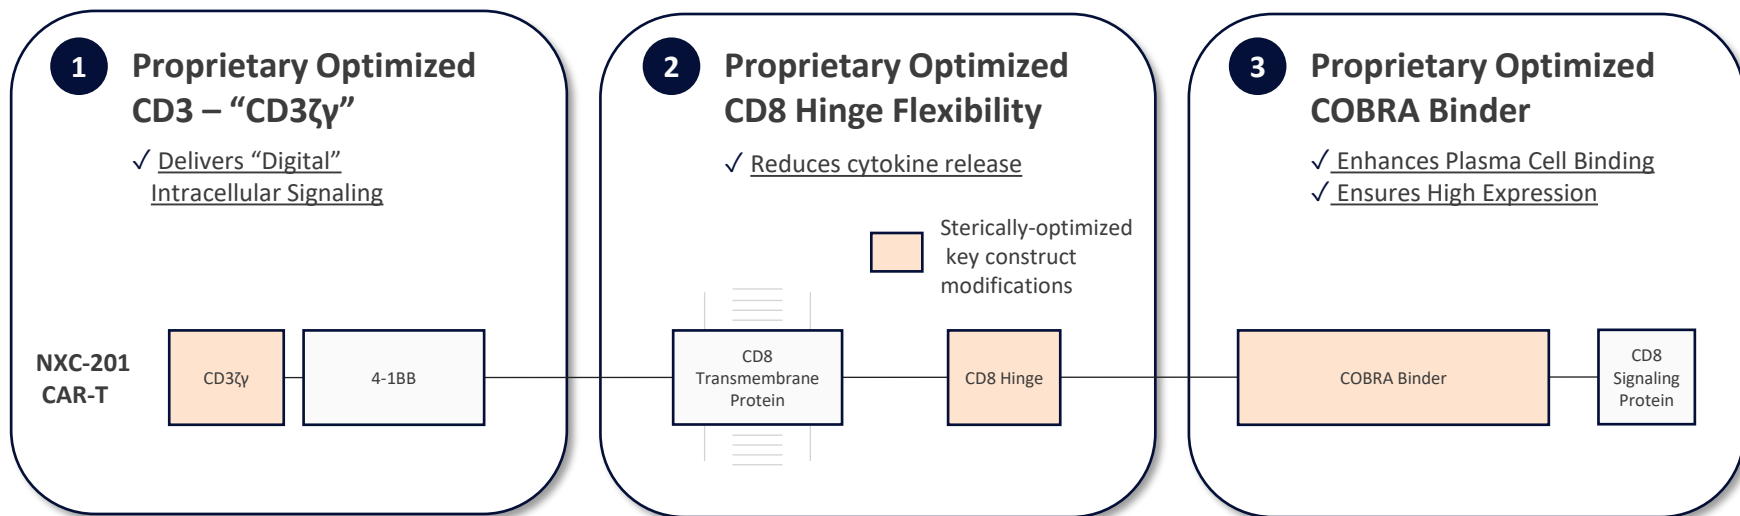 1
Proprietary Optimized
CD3 – “CD3ζγ”
✓ Delivers “Digital”
Intracellular Signaling
2
Proprietary Optimized
CD8 Hinge Flexibility
✓ Reduces cytokine release
3
Proprietary Optimized
COBRA Binder
✓ Enhances Plasma Cell Binding
✓ Ensures High Expression
Sterically-optimized
key construct
modifications
NXC-201
CAR-T
CD3ζγ
4-1BB
CD8
Transmembrane
Protein
CD8 Hinge
COBRA Binder
CD8
Signaling
Protein